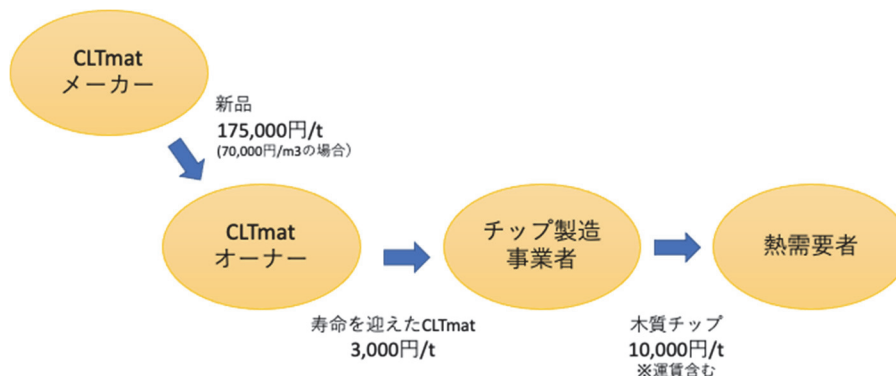 CLTmat
メーカー
新品
175,000円/t
(70,000円/m3の場合)
CLTmat
オーナー
チップ製造
事業者
熱需要者
寿命を迎えたCLTmat
3,000円/t
木質チップ
10,000円/t
※運賃含む